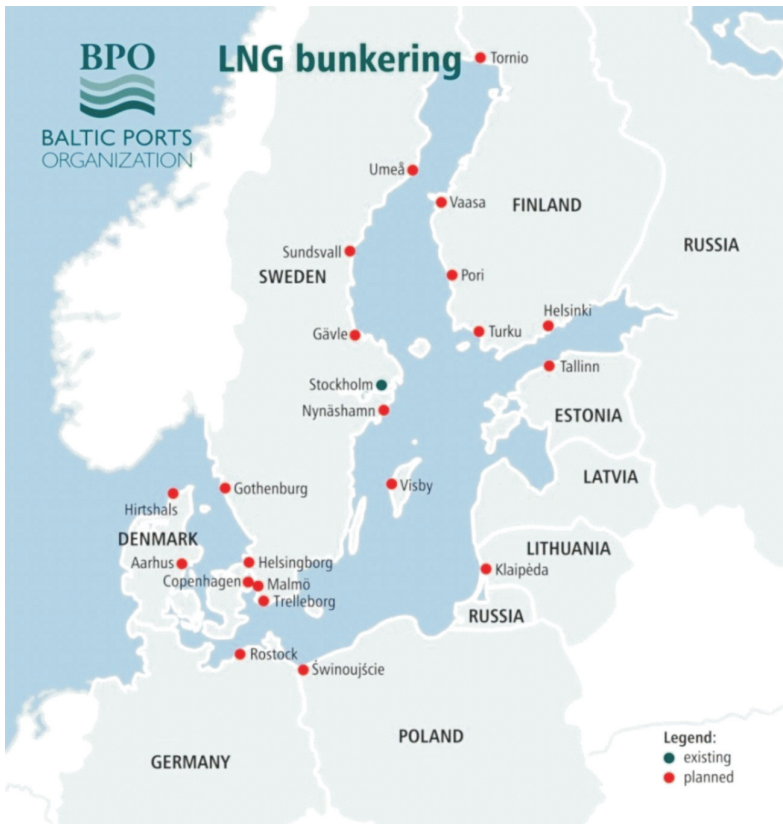 BPO
BALTIC PORTS
ORGANIZATION
LNG bunkering
Tornio
Umeå
Vaasa
FINLAND
RUSSIA
Sundsvall
SWEDEN
Pori
Helsinki
Gävle
Turku
Tallinn
Stockholm
Nynäshamn
ESTONIA
LATVIA
Visby
Gothenburg
Hirtshals
DENMARK
LITHUANIA
Aarhus
Helsingborg
Klaipėda
Copenhagen
Malmö
Trelleborg
RUSSIA
Rostock
Świnoujście
POLAND
GERMANY
Legend:
existing
planned